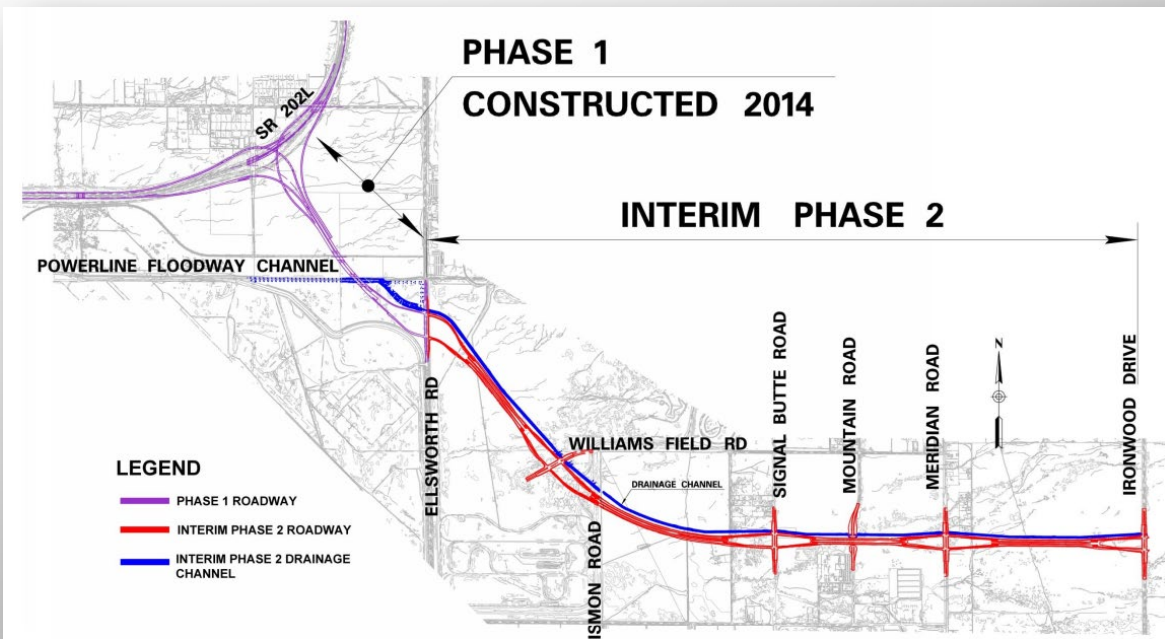 PHASE 1
CONSTRUCTED 2014
SR 202L
INTERIM PHASE 2
POWERLINE FLOODWAY CHANNEL
ELLSWORTH RD
WILLIAMS FIELD RD
DRAINAGE CHANNEL
ISMON ROAD
SIGNAL BUTTE ROAD
MOUNTAIN ROAD
MERIDIAN ROAD
N
IRONWOOD DRIVE
LEGEND
PHASE 1 ROADWAY
INTERIM PHASE 2 ROADWAY
INTERIM PHASE 2 DRAINAGE
CHANNEL